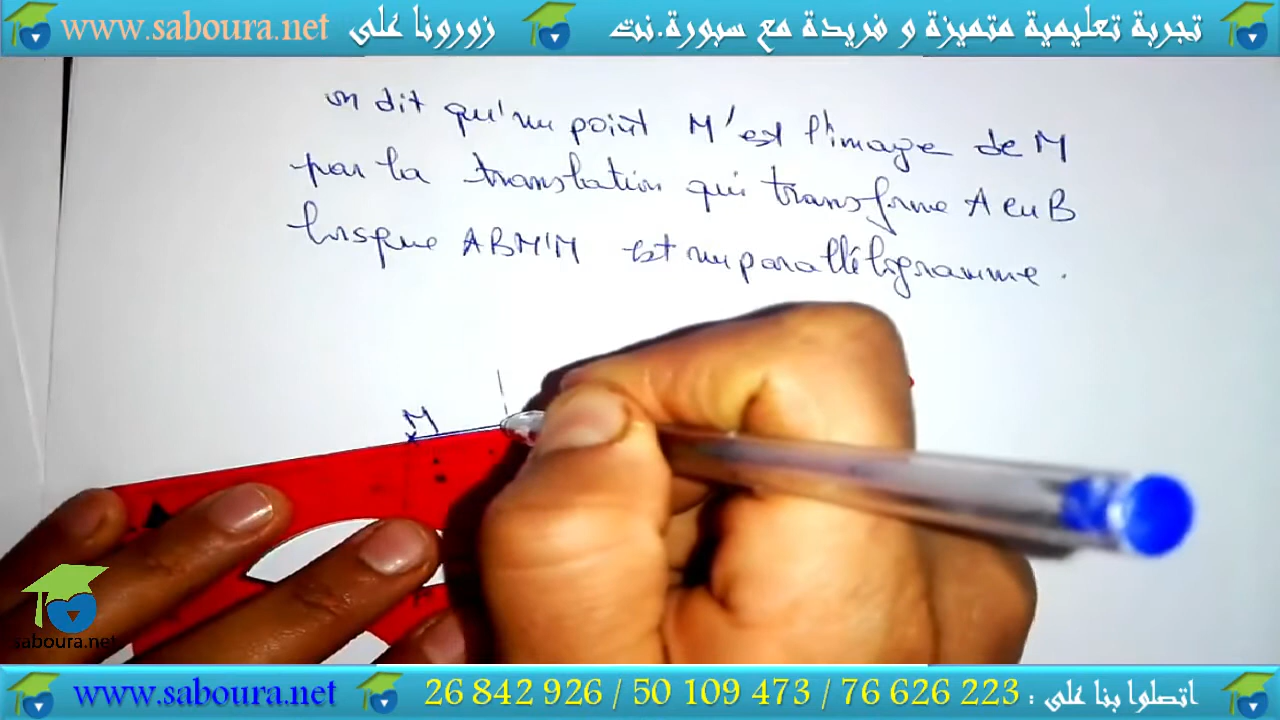 www.saboura.net زورونا على تجربة تعليمية متميزة و فريدة مع سبورة.نت
on dit qu'un point M' est l'image de M
par la translation qui transforme A en B
lorsque ABM'M est un parallélogramme.
M
saboura.net
www.saboura.net 26 842 926 / 50 109 473 / 76 626 223 : اتصلوا بنا على